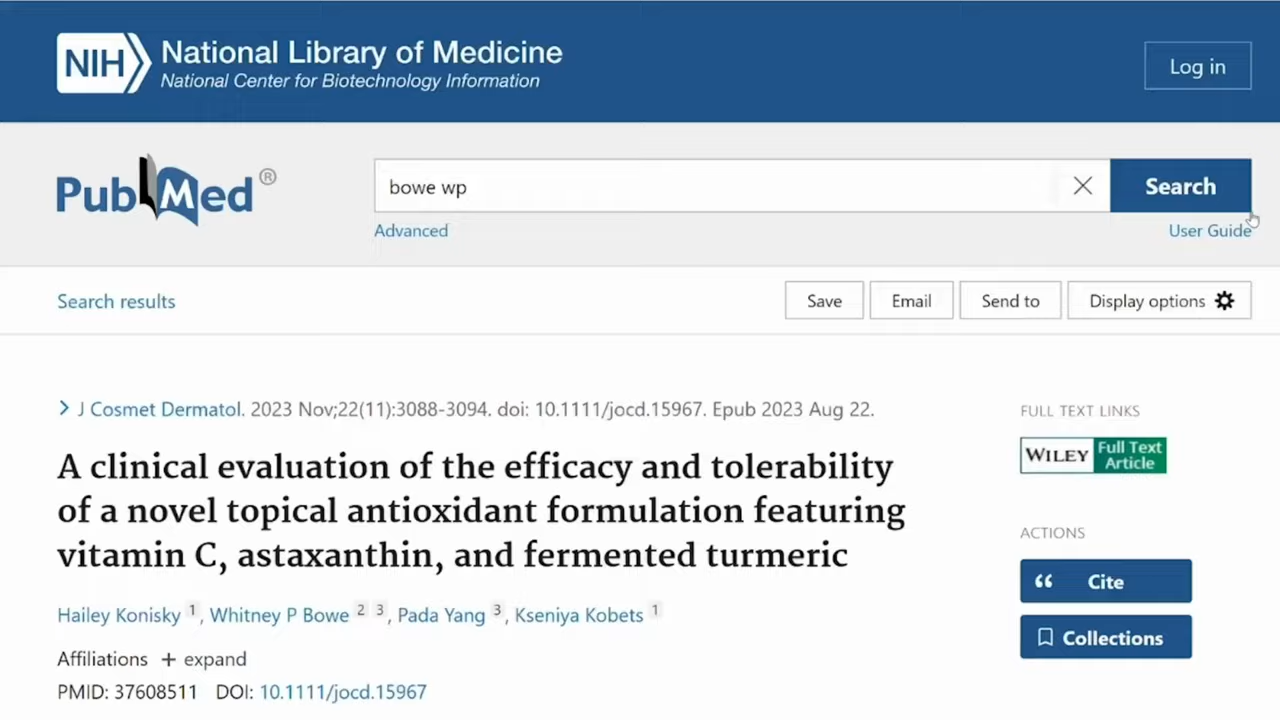 NIH National Library of Medicine
National Center for Biotechnology Information
Log in
PubMed®
bowe wp
Search
Advanced
User Guide
Search results
Save
Email
Send to
Display options
J Cosmet Dermatol. 2023 Nov;22(11):3088-3094. doi: 10.1111/jocd.15967. Epub 2023 Aug 22.
A clinical evaluation of the efficacy and tolerability
of a novel topical antioxidant formulation featuring
vitamin C, astaxanthin, and fermented turmeric
Hailey Konisky 1, Whitney P Bowe 2 3, Pada Yang 3, Kseniya Kobets 1
Affiliations + expand
PMID: 37608511 DOI: 10.1111/jocd.15967
FULL TEXT LINKS
WILEY Full Text
Article
ACTIONS
Cite
Collections